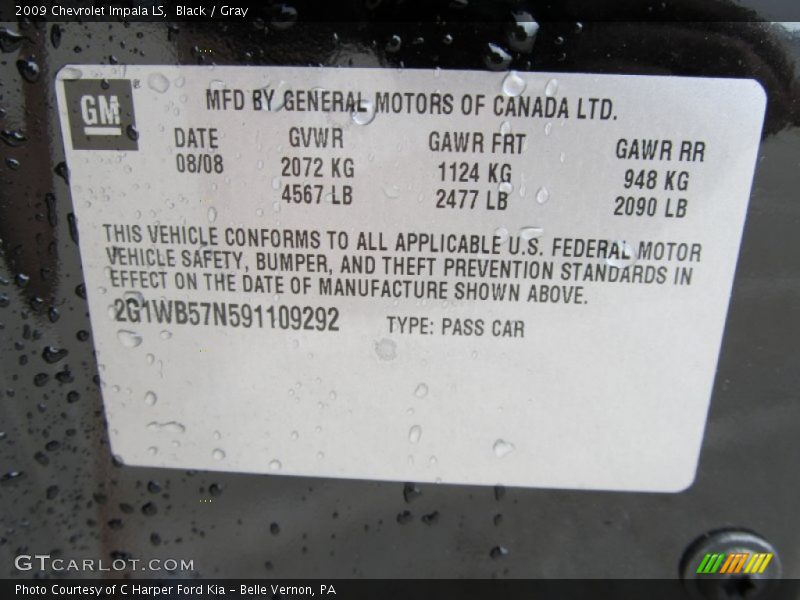 2009 Chevrolet Impala LS,  Black / Gray
GM
MFD BY GENERAL MOTORS OF CANADA LTD.
DATE GVWR GAWR FRT GAWR RR
08/08 2072 KG 1124 KG 948 KG
4567 LB 2477 LB 2090 LB
THIS VEHICLE CONFORMS TO ALL APPLICABLE U.S. FEDERAL MOTOR
VEHICLE SAFETY, BUMPER, AND THEFT PREVENTION STANDARDS IN
EFFECT ON THE DATE OF MANUFACTURE SHOWN ABOVE.
2G1WB57N591109292 TYPE: PASS CAR
GTCARLOT.COM
Photo Courtesy of C Harper Ford Kia - Belle Vernon, PA